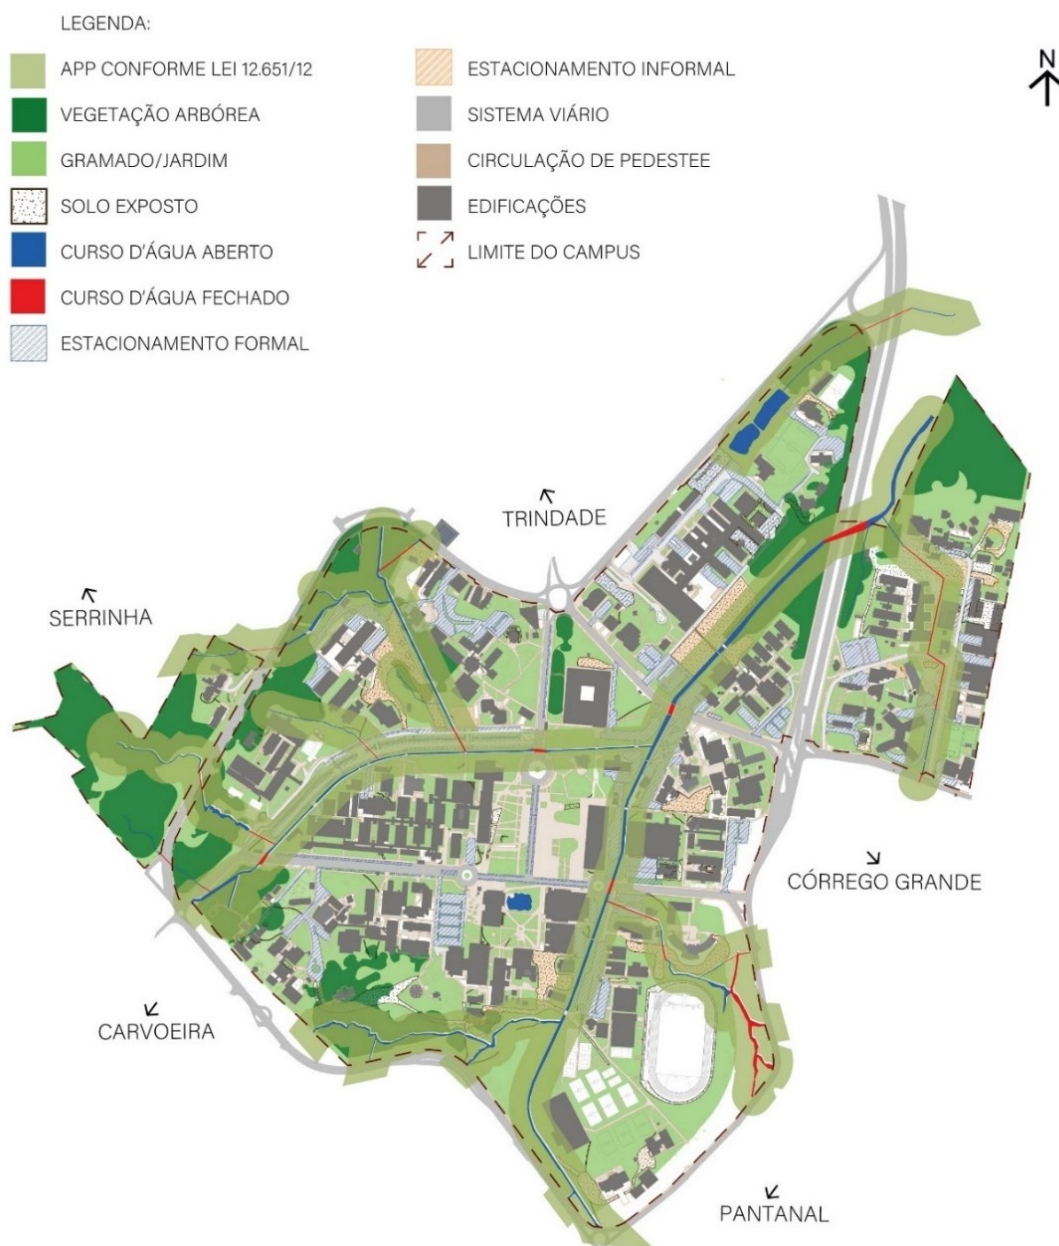 LEGENDA:
APP CONFORME LEI 12.651/12
VEGETAÇÃO ARBÓREA
GRAMADO/JARDIM
SOLO EXPOSTO
CURSO D'ÁGUA ABERTO
CURSO D'ÁGUA FECHADO
ESTACIONAMENTO FORMAL
ESTACIONAMENTO INFORMAL
SISTEMA VIÁRIO
CIRCULAÇÃO DE PEDESTEE
EDIFICAÇÕES
LIMITE DO CAMPUS
N
TRINDADE
SERRINHA
CÓRREGO GRANDE
CARVOEIRA
PANTANAL